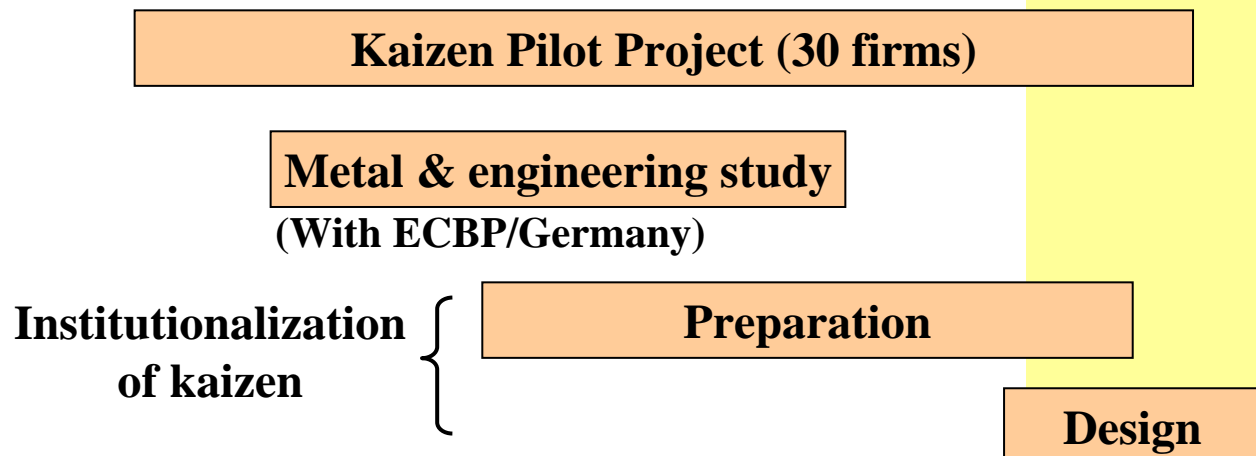 Kaizen Pilot Project (30 firms)
Metal & engineering study
(With ECBP/Germany)
Institutionalization
of kaizen
Preparation
Design